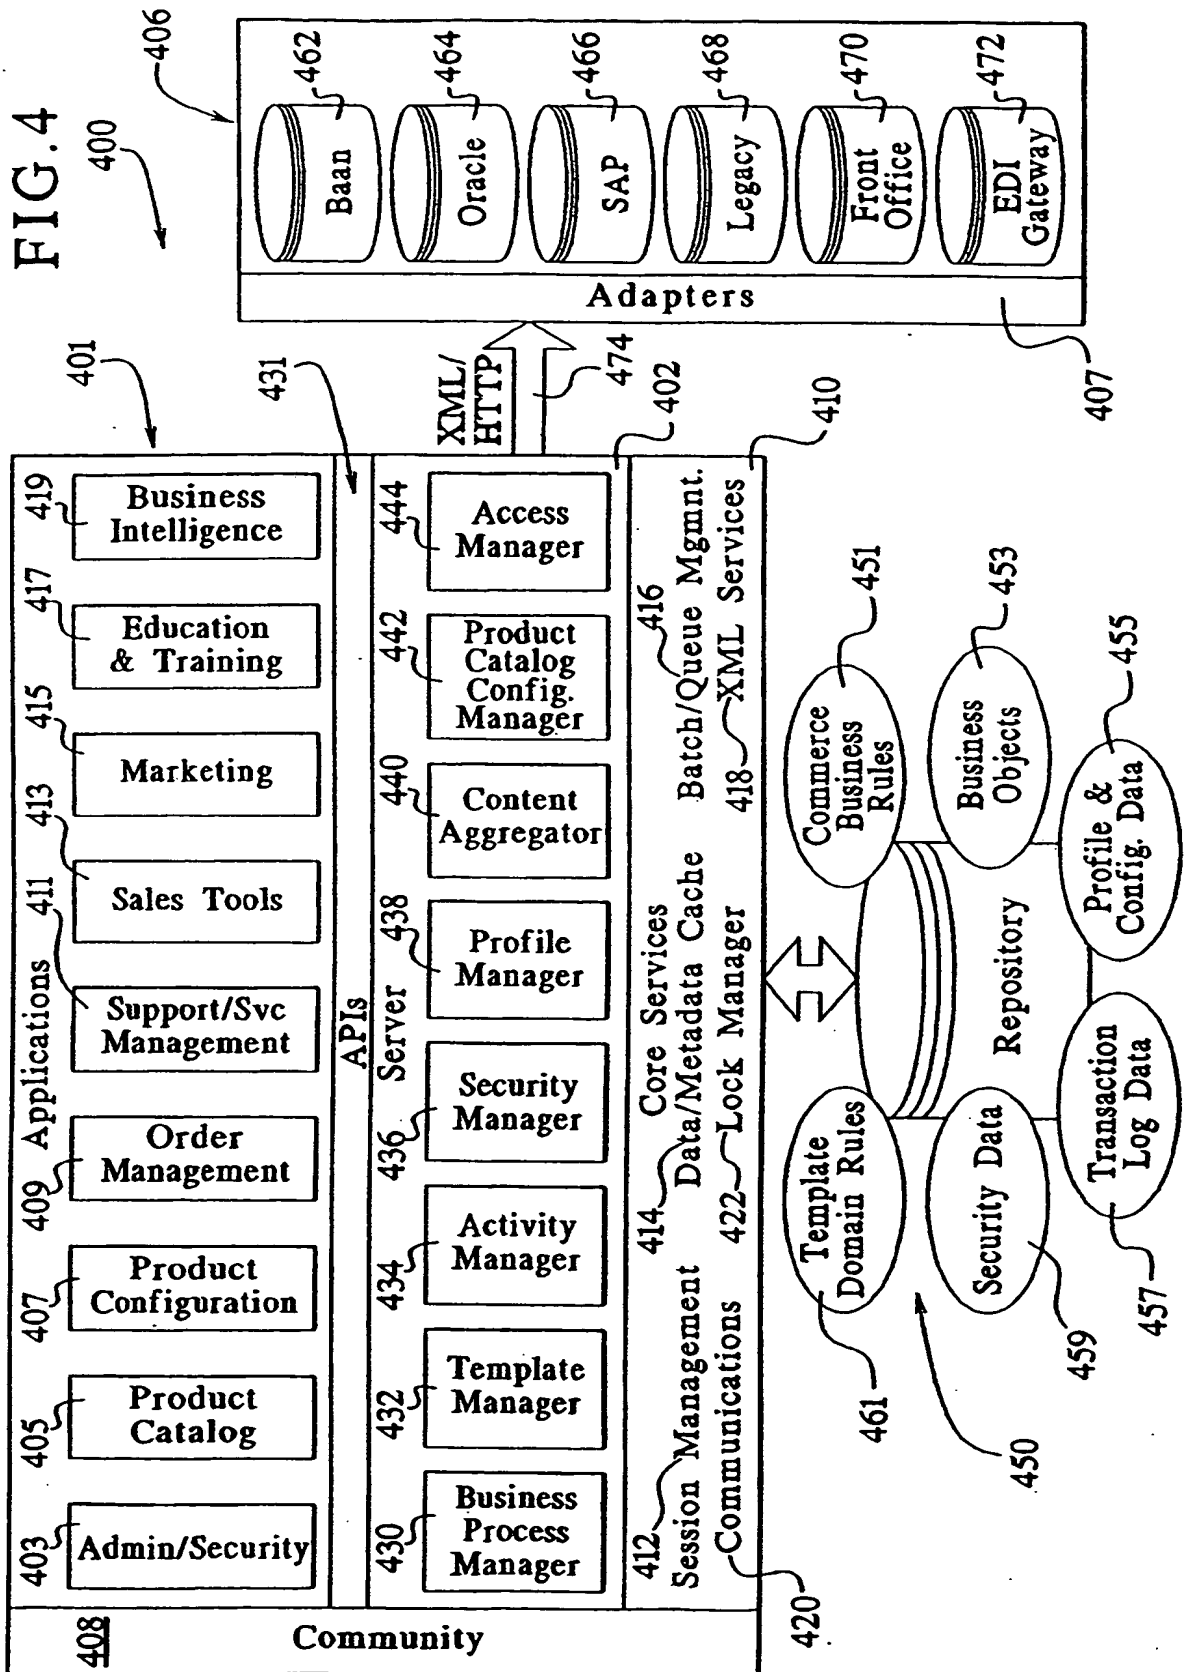 FIG. 4
400
406
401
Applications
403
Admin/Security
405
Product
Catalog
407
Product
Configuration
409
Order
Management
411
Support/Svc
Management
413
Sales Tools
415
Marketing
417
Education
& Training
419
Business
Intelligence
APIs
431
Server
430
Business
Process
Manager
432
Template
Manager
434
Activity
Manager
436
Security
Manager
438
Profile
Manager
440
Content
Aggregator
442
Product
Catalog
Config.
Manager
444
Access
Manager
402
Core Services
412
Session Management
414
Data/Metadata Cache
416
Batch/Queue Mgmnt.
420
Communications
422 Lock Manager
418 XML Services
410
408
Community
XML/
HTTP
474
Adapters
407
Baan
462
Oracle
464
SAP
466
Legacy
468
Front
Office
470
EDI
Gateway
472
Repository
450
Template
Domain Rules
461
Security Data
459
Transaction
Log Data
457
Commerce
Business
Rules
451
Business
Objects
453
Profile &
Config. Data
455